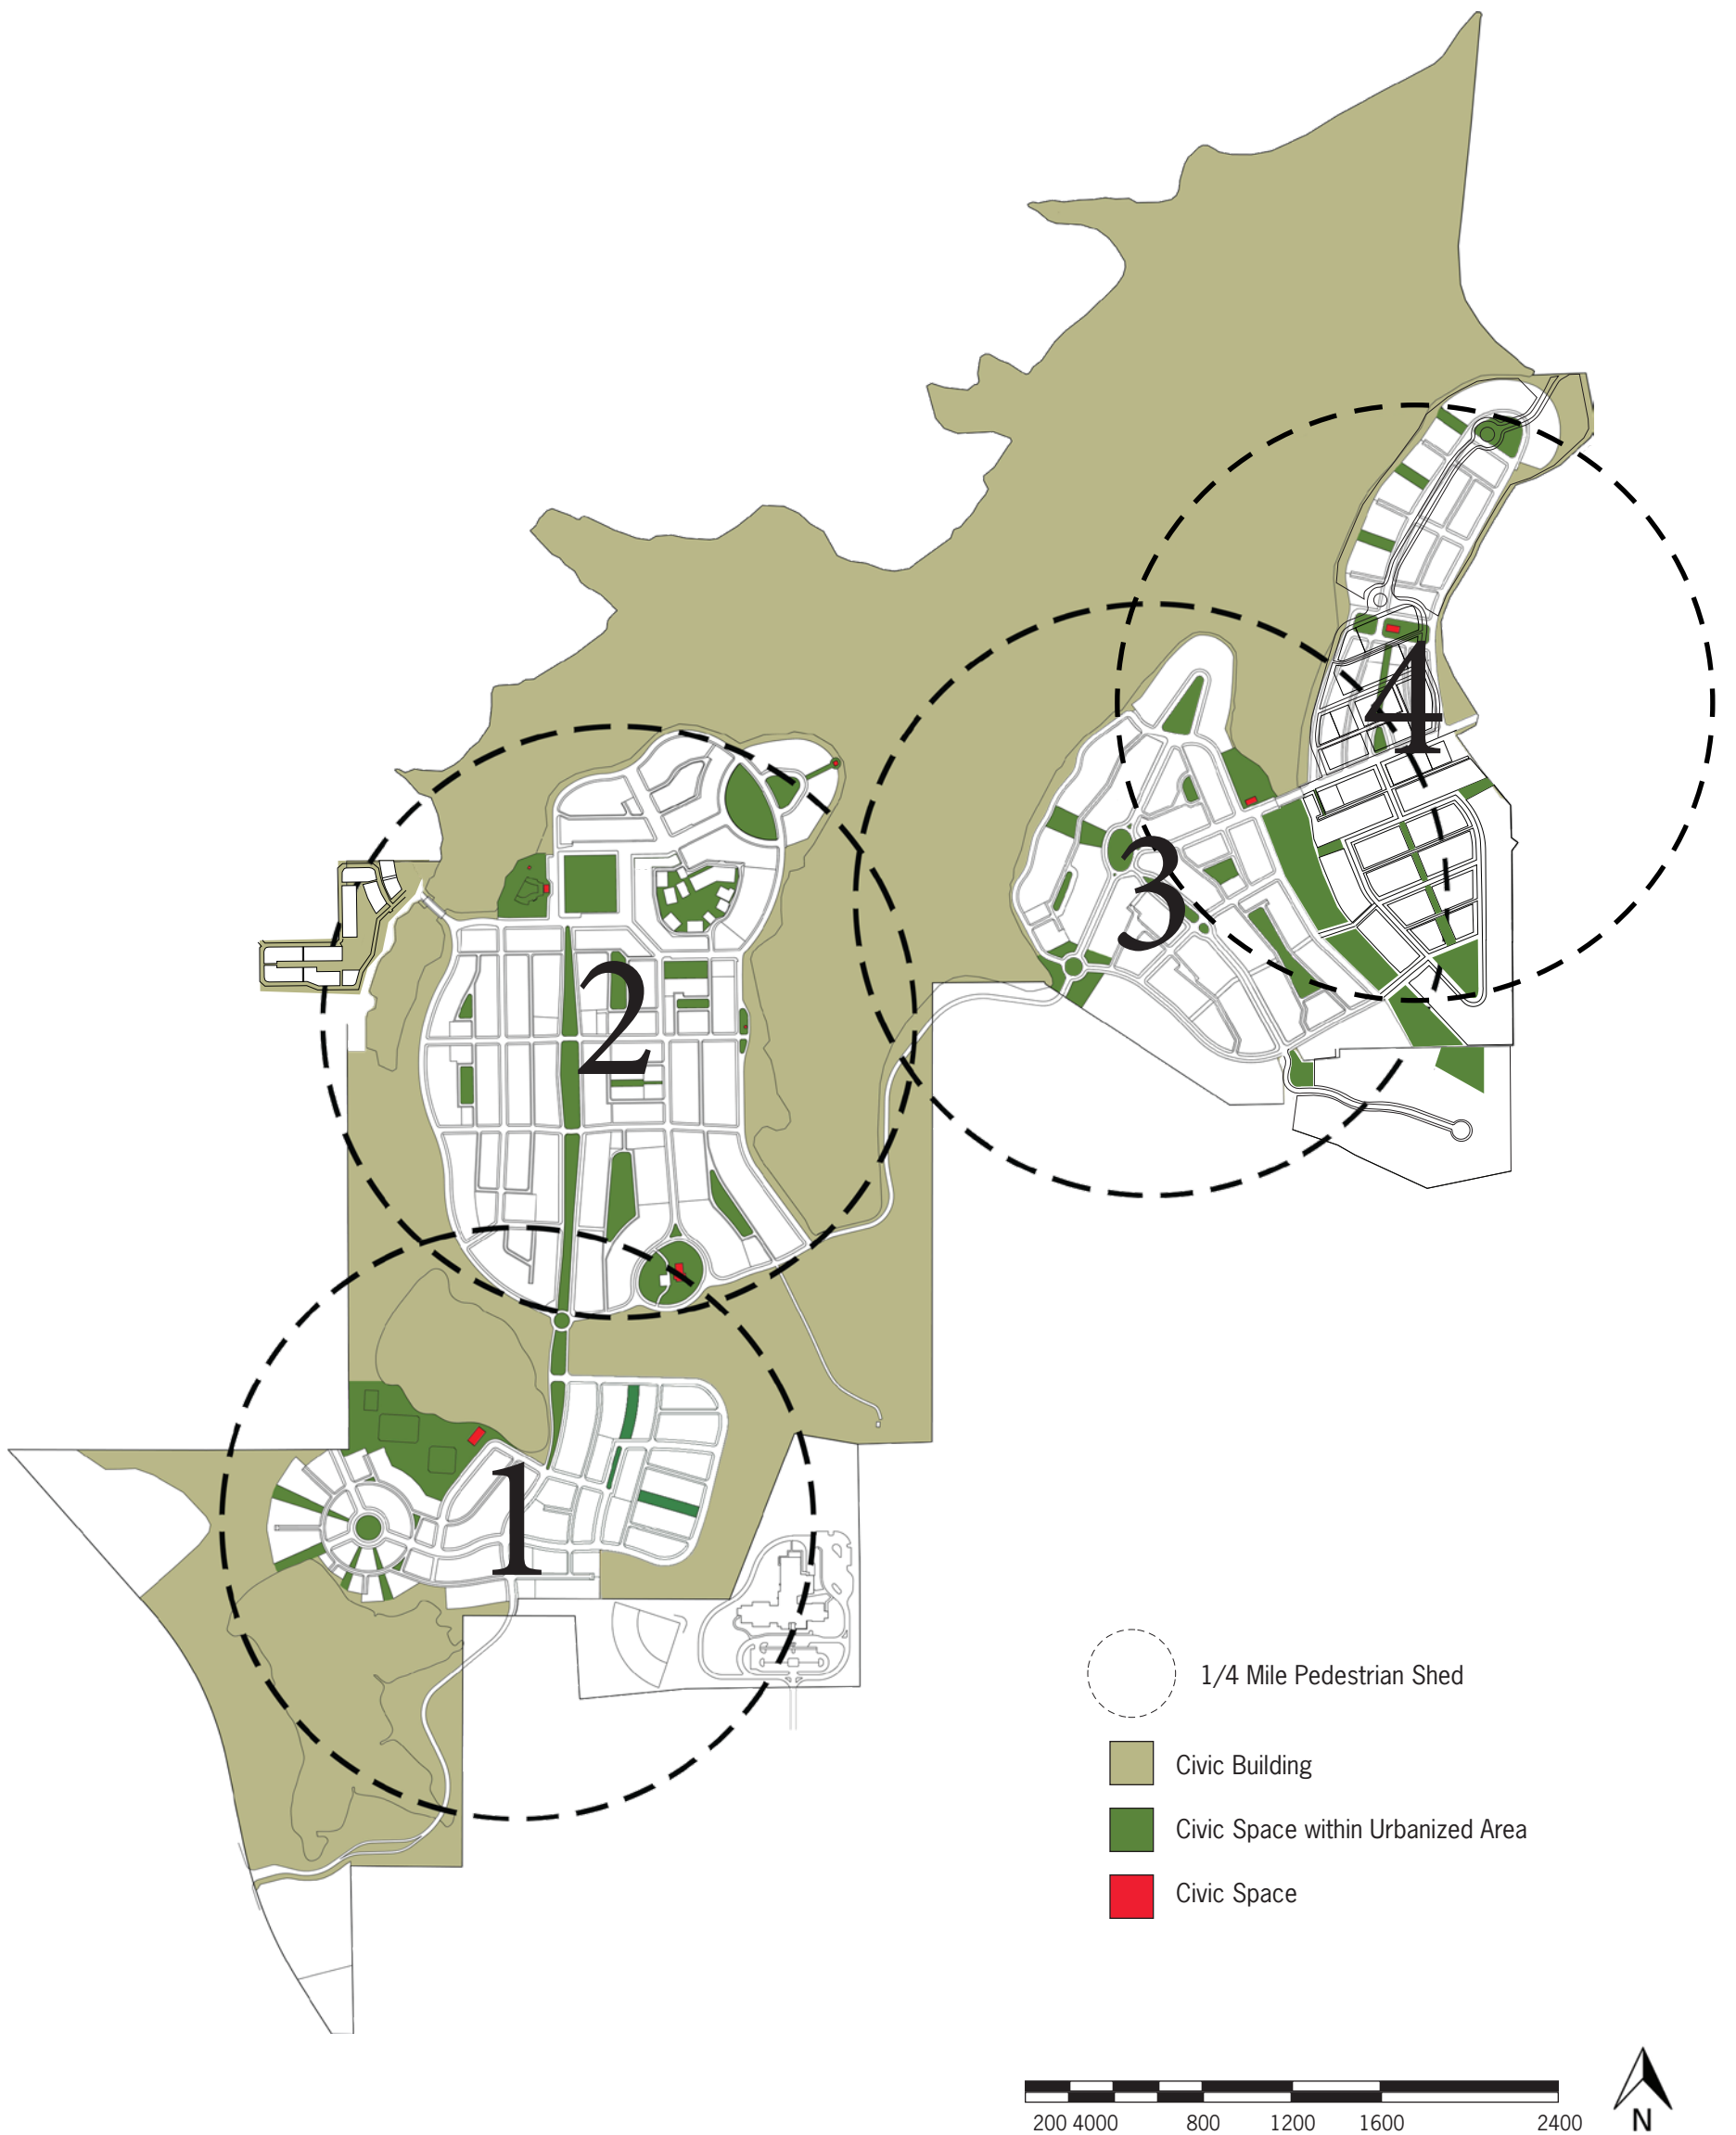 4
3
2
1
1/4 Mile Pedestrian Shed
Civic Building
Civic Space within Urbanized Area
Civic Space
200 4000 800 1200 1600 2400
N